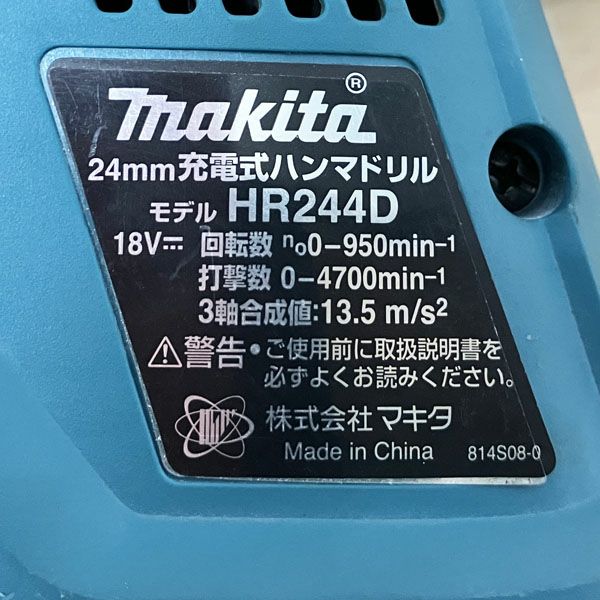 makita®
24mm充電式ハンマドリル
モデル HR244D
18V⎓ 回転数 n₀0-950min-1
打撃数 0-4700min-1
3軸合成値:13.5 m/s2
⚠警告・ご使用前に取扱説明書を
必ずよくお読みください。
株式会社 マキタ
Made in China 814S08-0